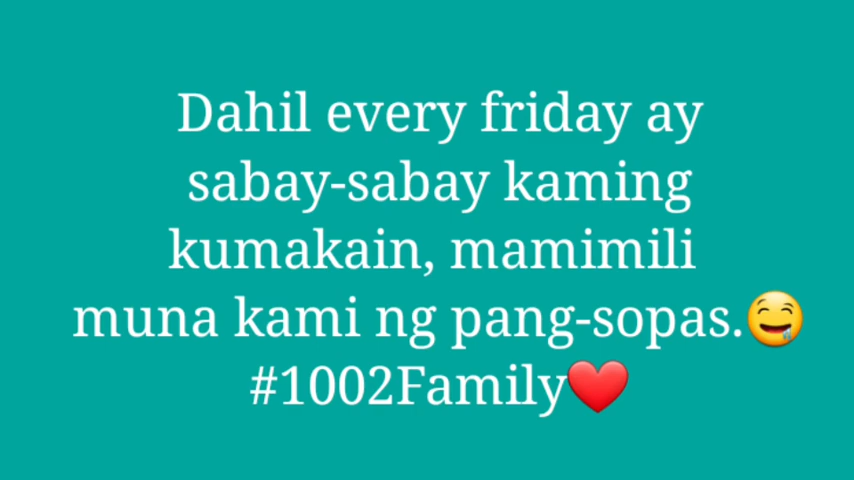 Dahil every friday ay
sabay-sabay kaming
kumakain, mamimili
muna kami ng pang-sopas.🤤
#1002Family❤️